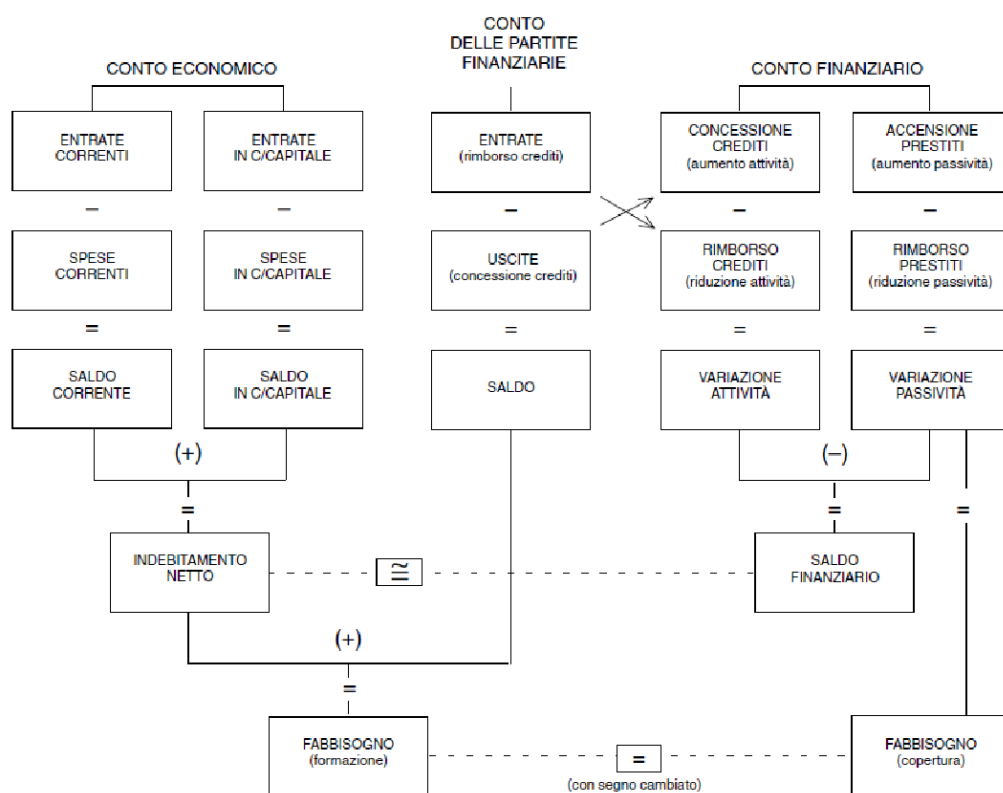 CONTO
DELLE PARTITE
FINANZIARIE
CONTO ECONOMICO
CONTO FINANZIARIO
ENTRATE
CORRENTI
ENTRATE
IN C/CAPITALE
ENTRATE
(rimborso crediti)
CONCESSIONE
CREDITI
(aumento attività)
ACCENSIONE
PRESTITI
(aumento passività)
–
–
–
–
–
SPESE
CORRENTI
SPESE
IN C/CAPITALE
USCITE
(concessione crediti)
RIMBORSO
CREDITI
(riduzione attività)
RIMBORSO
PRESTITI
(riduzione passività)
=
=
=
=
=
SALDO
CORRENTE
SALDO
IN C/CAPITALE
SALDO
VARIAZIONE
ATTIVITÀ
VARIAZIONE
PASSIVITÀ
(+)
(–)
=
=
=
INDEBITAMENTO
NETTO
≅
SALDO
FINANZIARIO
(+)
=
FABBISOGNO
(formazione)
=
(con segno cambiato)
FABBISOGNO
(copertura)